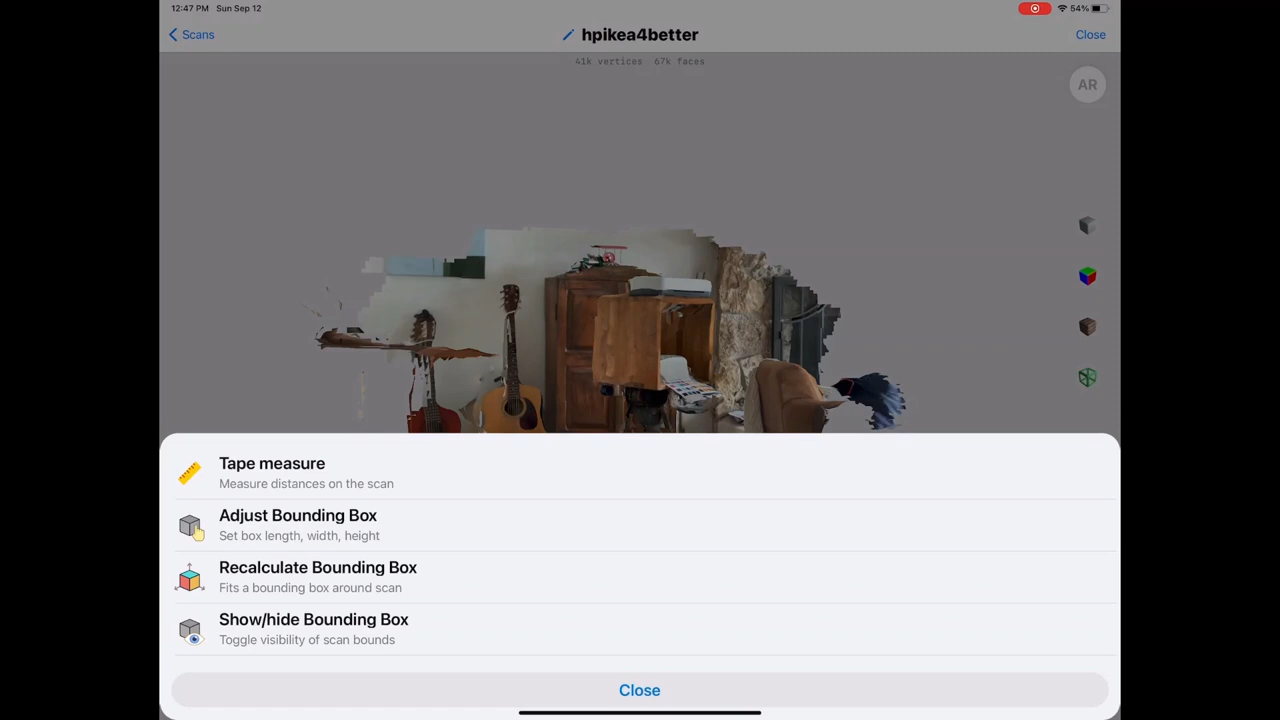 12:47 PM Sun Sep 12
54%
Scans
hpikea4better
Close
41k vertices 67k faces
AR
Tape measure
Measure distances on the scan
Adjust Bounding Box
Set box length, width, height
Recalculate Bounding Box
Fits a bounding box around scan
Show/hide Bounding Box
Toggle visibility of scan bounds
Close